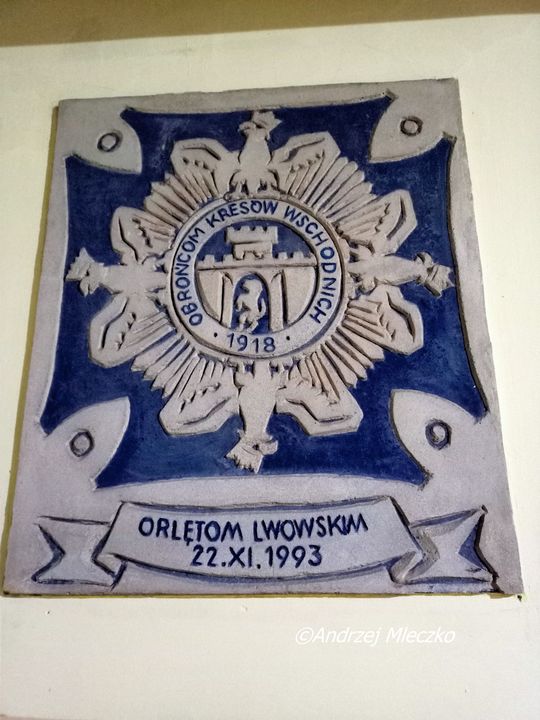 OBROŃCOM KRESÓW WSCHODNICH
· 1918 ·
ORLĘTOM LWOWSKIM
22.XI.1993
©Andrzej Mleczko